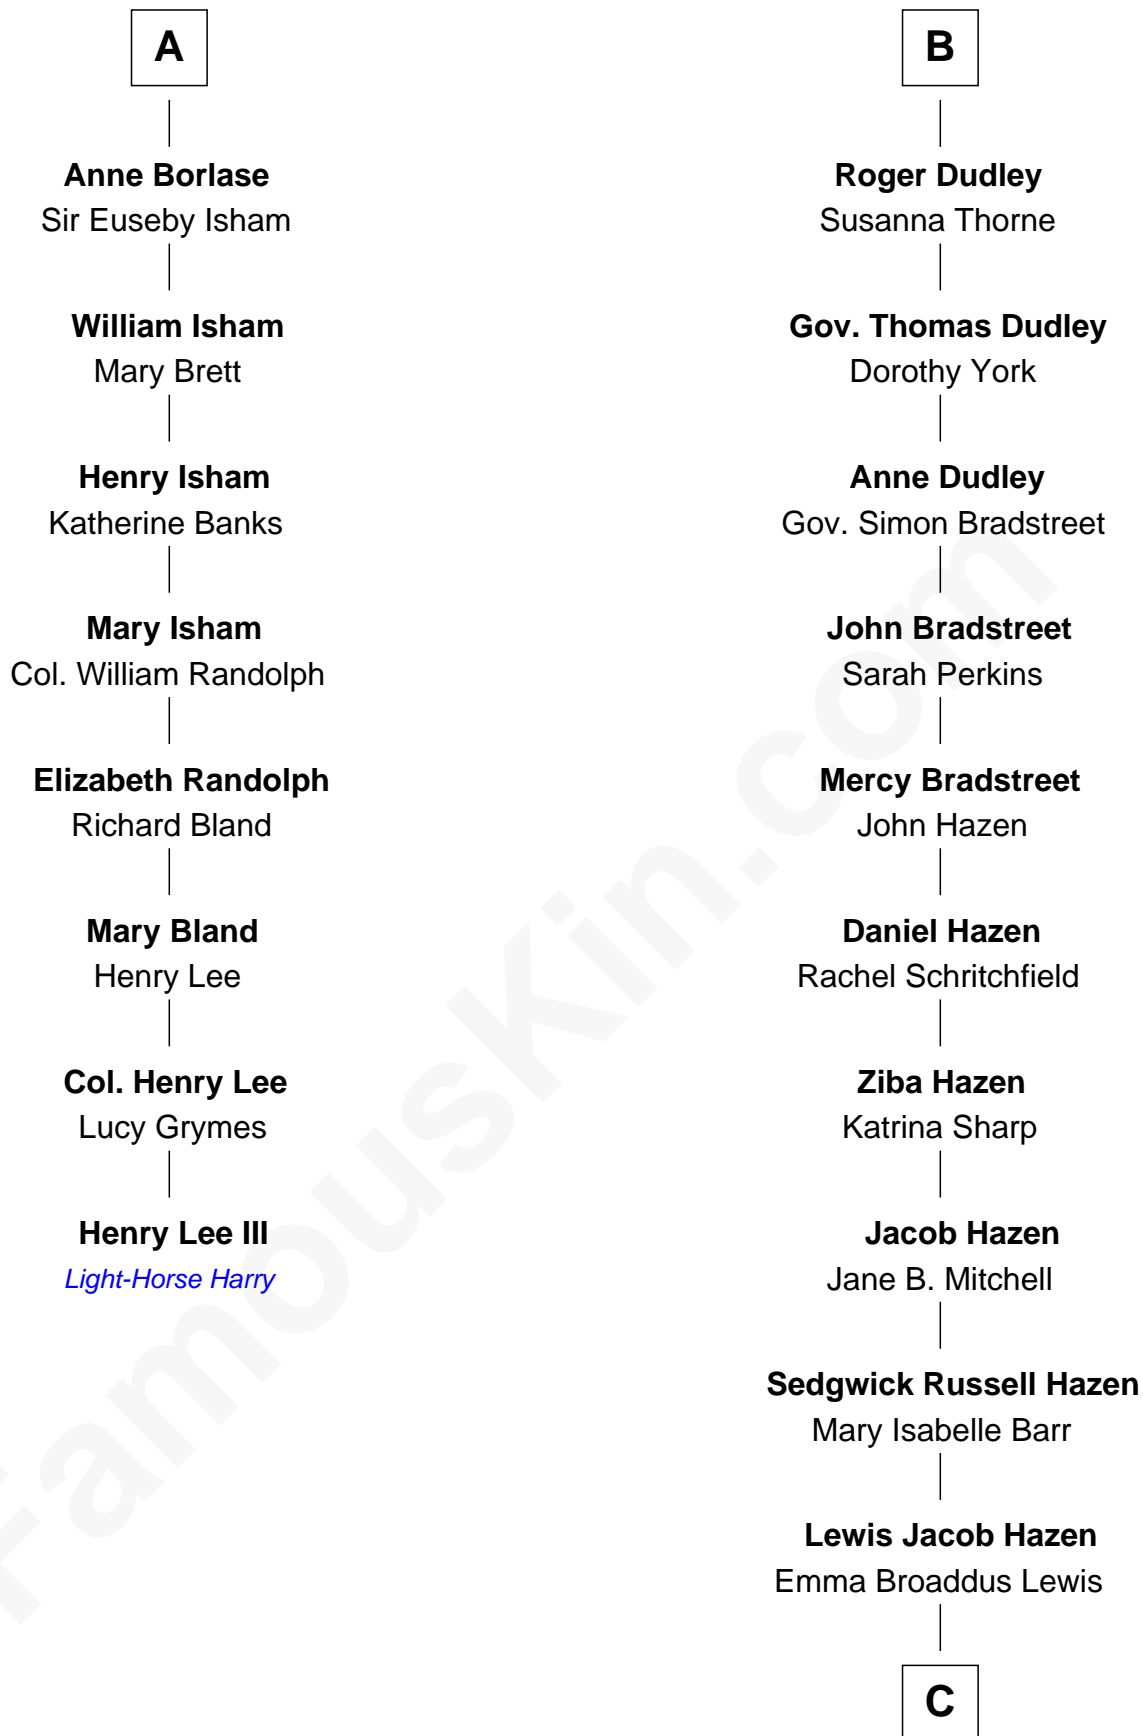 A
Anne Borlase
Sir Euseby Isham
William Isham
Mary Brett
Henry Isham
Katherine Banks
Mary Isham
Col. William Randolph
Elizabeth Randolph
Richard Bland
Mary Bland
Henry Lee
Col. Henry Lee
Lucy Grymes
Henry Lee III
Light-Horse Harry
B
Roger Dudley
Susanna Thorne
Gov. Thomas Dudley
Dorothy York
Anne Dudley
Gov. Simon Bradstreet
John Bradstreet
Sarah Perkins
Mercy Bradstreet
John Hazen
Daniel Hazen
Rachel Schritchfield
Ziba Hazen
Katrina Sharp
Jacob Hazen
Jane B. Mitchell
Sedgwick Russell Hazen
Mary Isabelle Barr
Lewis Jacob Hazen
Emma Broaddus Lewis
C
FamousKin.com